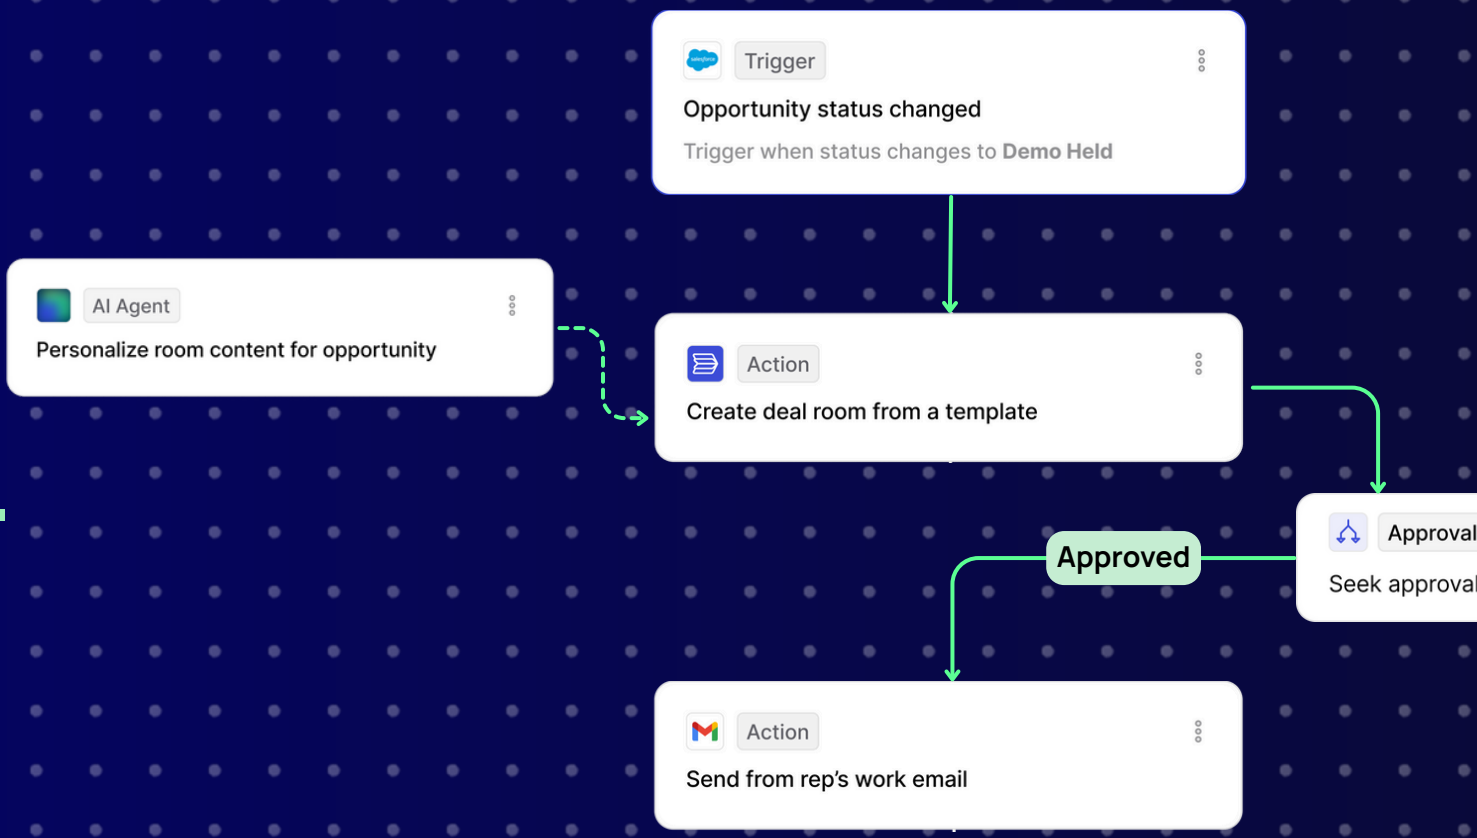 salesforce
Trigger
Opportunity status changed
Trigger when status changes to Demo Held
AI Agent
Personalize room content for opportunity
Action
Create deal room from a template
Approval
Seek approval
Approved
Action
Send from rep’s work email